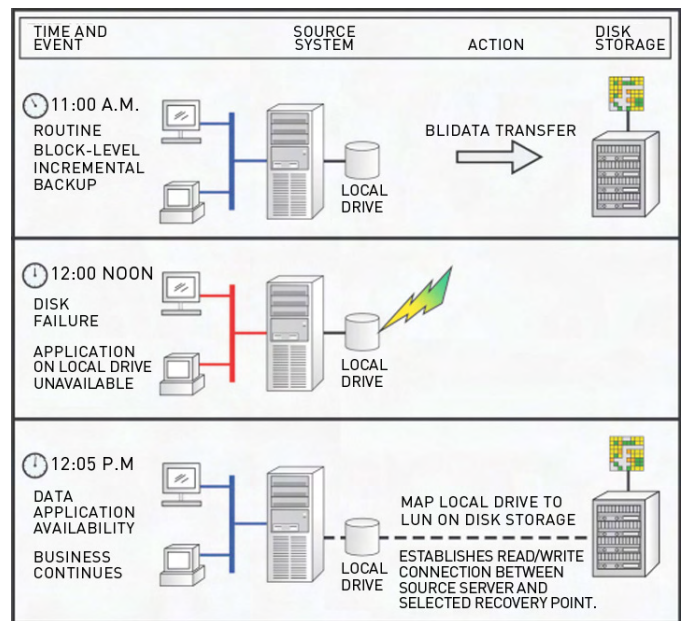 TIME AND
EVENT
SOURCE
SYSTEM
ACTION
DISK
STORAGE
11:00 A.M.
ROUTINE
BLOCK-LEVEL
INCREMENTAL
BACKUP
LOCAL
DRIVE
BLIDATA TRANSFER
12:00 NOON
DISK
FAILURE
APPLICATION
ON LOCAL DRIVE
UNAVAILABLE
LOCAL
DRIVE
12:05 P.M
DATA
APPLICATION
AVAILABILITY
BUSINESS
CONTINUES
LOCAL
DRIVE
MAP LOCAL DRIVE TO
LUN ON DISK STORAGE
ESTABLISHES READ/WRITE
CONNECTION BETWEEN
SOURCE SERVER AND
SELECTED RECOVERY POINT.